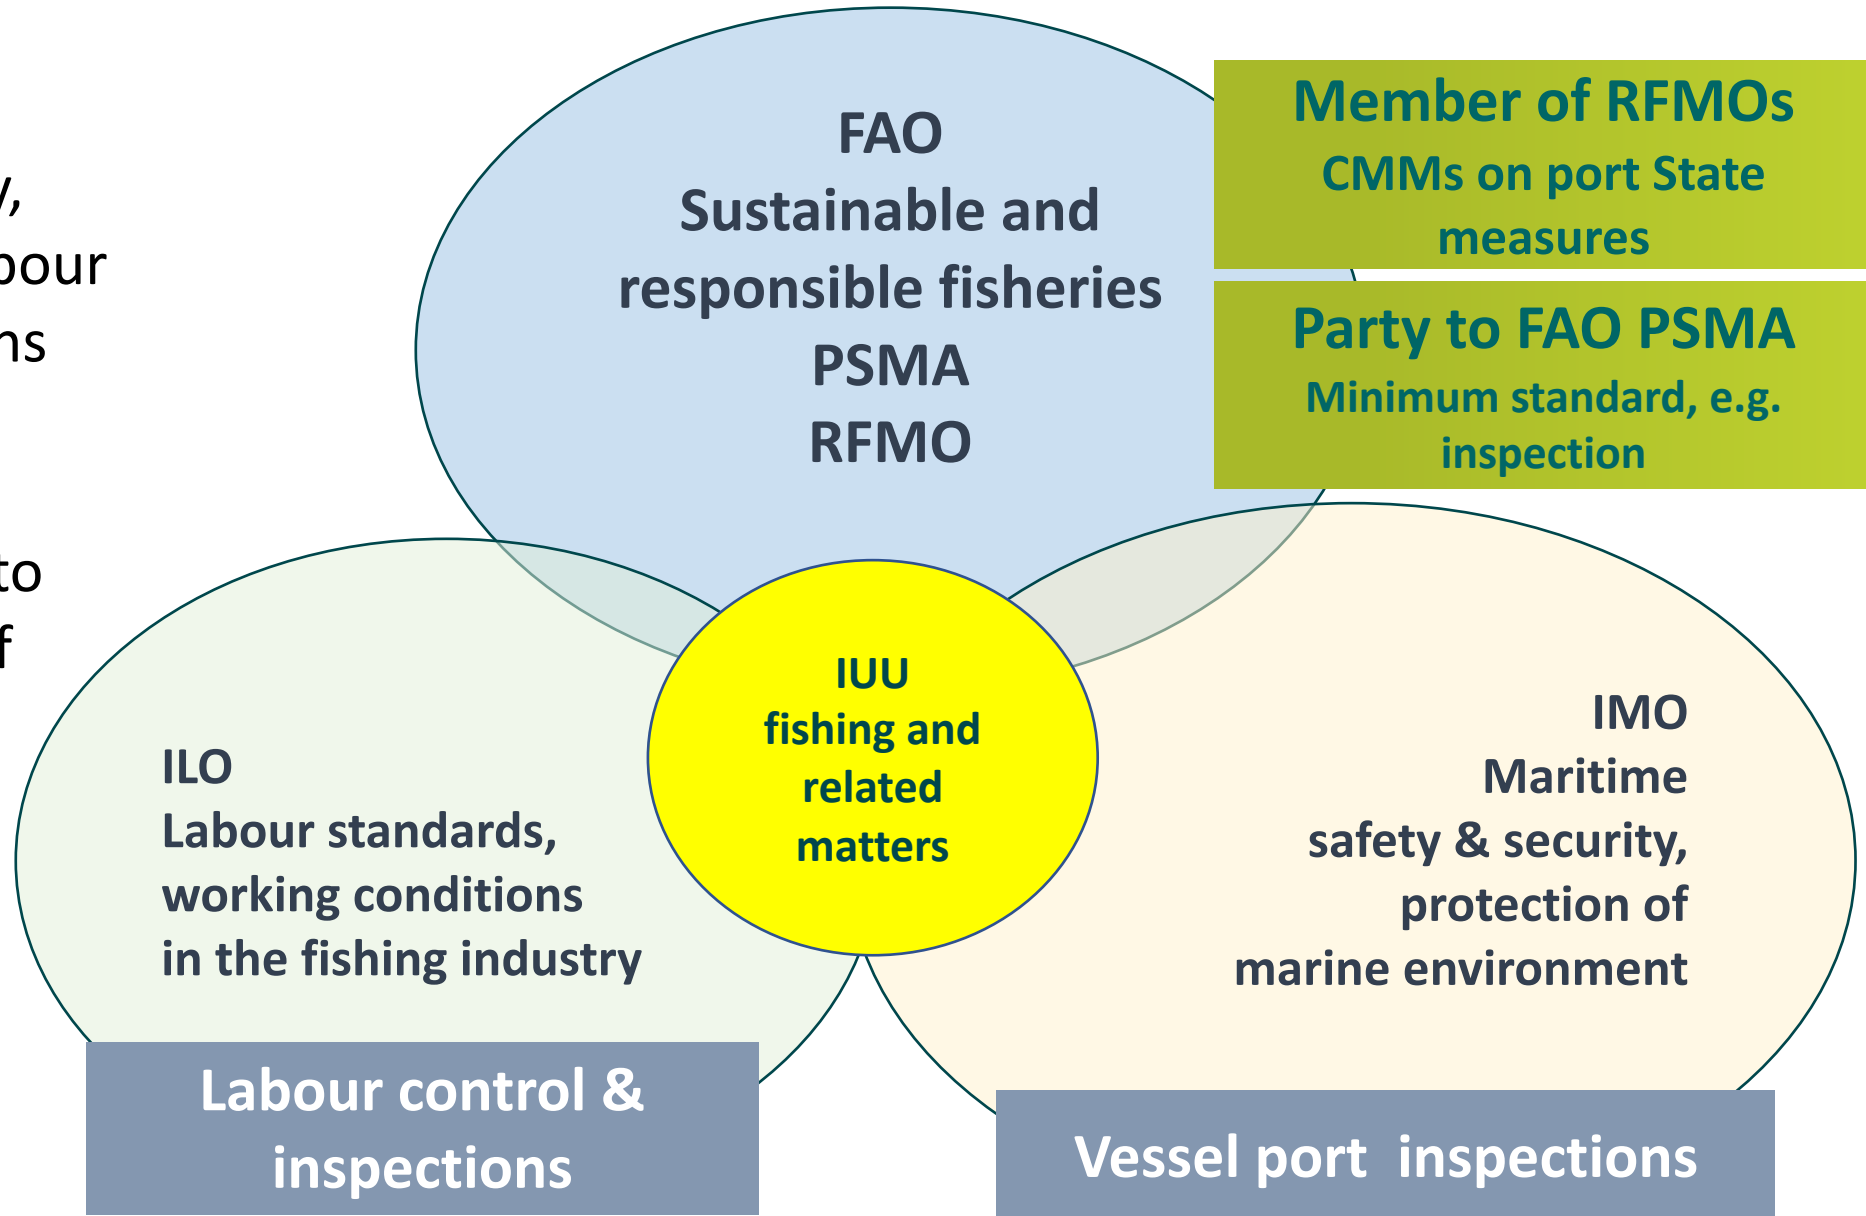 FAO
Sustainable and
responsible fisheries
PSMA
RFMO
Member of RFMOs
CMMs on port State
measures
Party to FAO PSMA
Minimum standard, e.g.
inspection
to
IUU
fishing and
related
matters
ILO
Labour standards,
working conditions
in the fishing industry
IMO
Maritime
safety & security,
protection of
marine environment
Labour control &
inspections
Vessel port  inspections